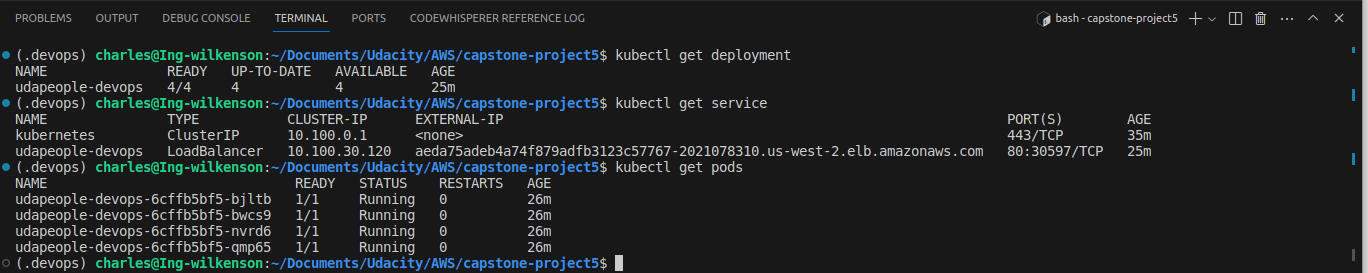 PROBLEMS OUTPUT DEBUG CONSOLE TERMINAL PORTS CODEWHISPERER REFERENCE LOG bash - capstone-project5
(.devops) charles@Ing-wilkenson:~/Documents/Udacity/AWS/capstone-project5$ kubectl get deployment
NAME READY UP-TO-DATE AVAILABLE AGE
udapeople-devops 4/4 4 4 25m
(.devops) charles@Ing-wilkenson:~/Documents/Udacity/AWS/capstone-project5$ kubectl get service
NAME TYPE CLUSTER-IP EXTERNAL-IP PORT(S) AGE
kubernetes ClusterIP 10.100.0.1 <none> 443/TCP 35m
udapeople-devops LoadBalancer 10.100.30.120 aeda75adeb4a74f879adfb3123c57767-2021078310.us-west-2.elb.amazonaws.com 80:30597/TCP 25m
(.devops) charles@Ing-wilkenson:~/Documents/Udacity/AWS/capstone-project5$ kubectl get pods
NAME READY STATUS RESTARTS AGE
udapeople-devops-6cffb5bf5-bjltb 1/1 Running 0 26m
udapeople-devops-6cffb5bf5-bwcs9 1/1 Running 0 26m
udapeople-devops-6cffb5bf5-nvrd6 1/1 Running 0 26m
udapeople-devops-6cffb5bf5-qmp65 1/1 Running 0 26m
(.devops) charles@Ing-wilkenson:~/Documents/Udacity/AWS/capstone-project5$